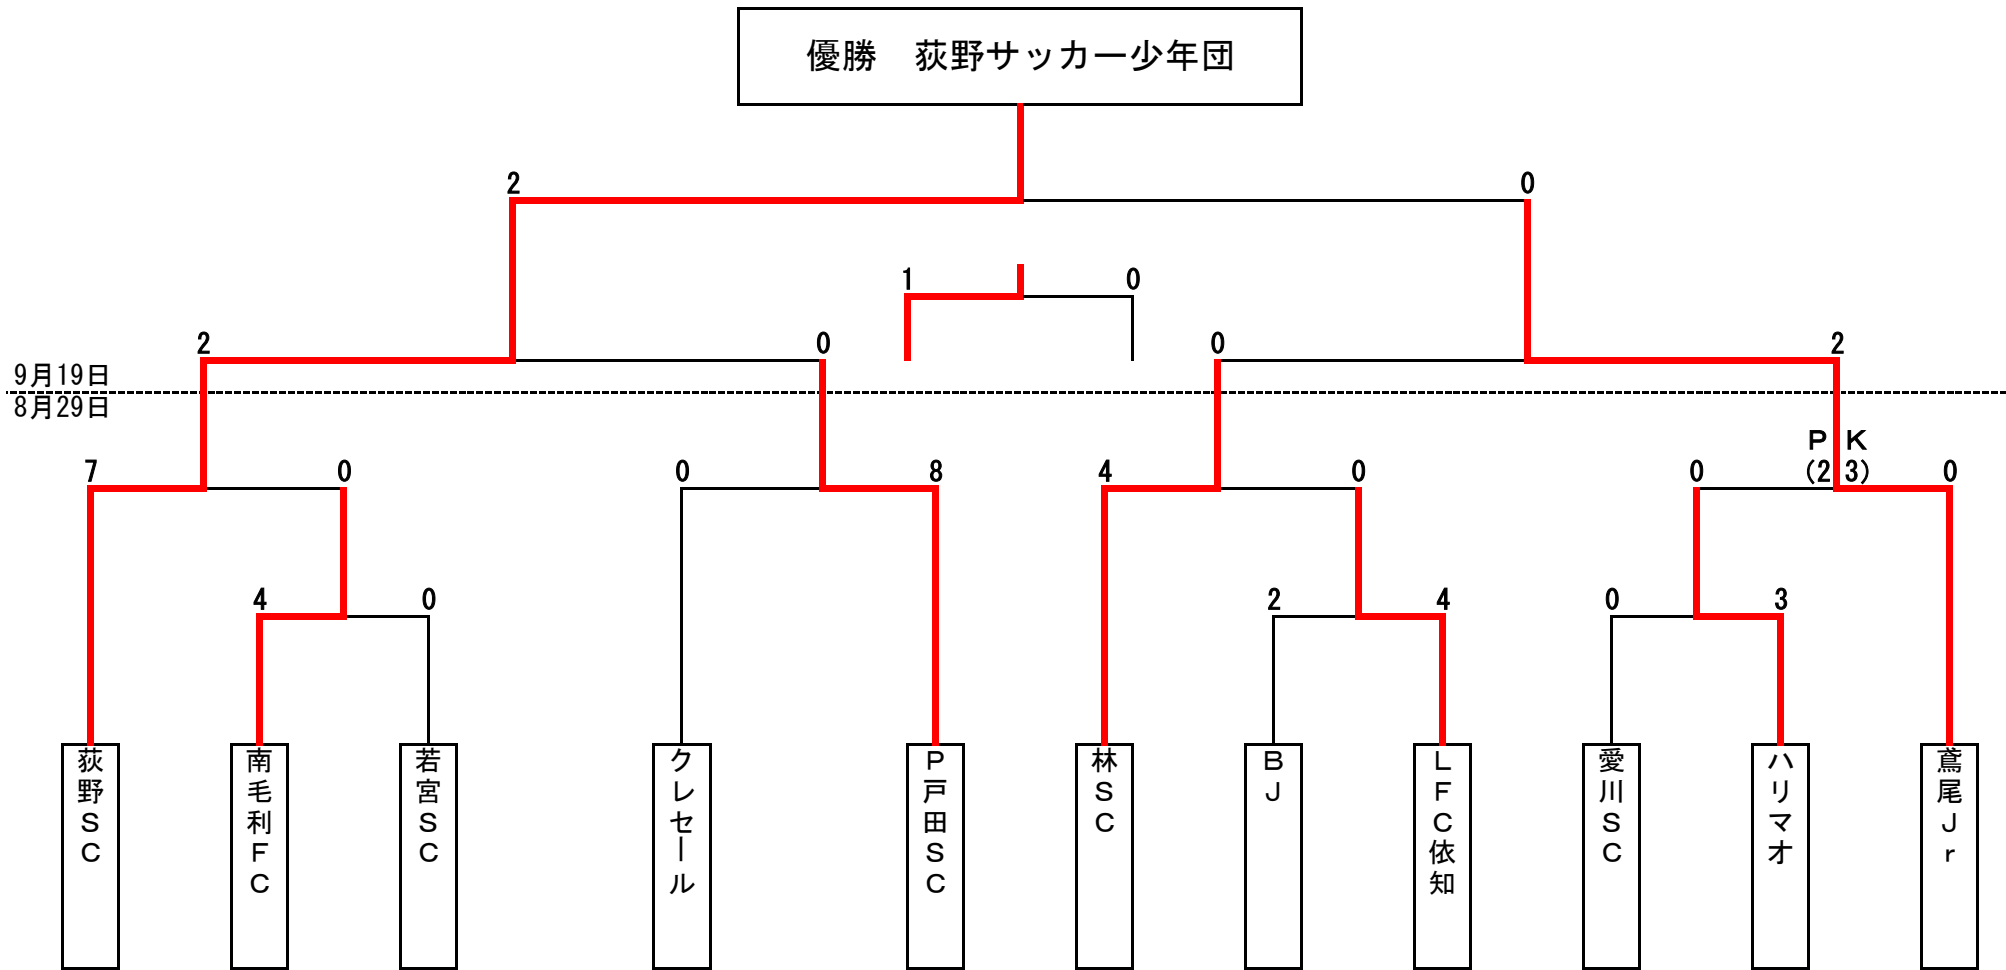 優勝　荻野サッカー少年団
2 0
1 0
2 0 0 2
9月19日
8月29日
PK
7 0 0 8 4 0 0 (2 3) 0
4 0 2 4 0 3
荻野SC
南毛利FC
若宮SC
クレセール
P戸田SC
林SC
BJ
LFC依知
愛川SC
ハリマオ
鳶尾Jr